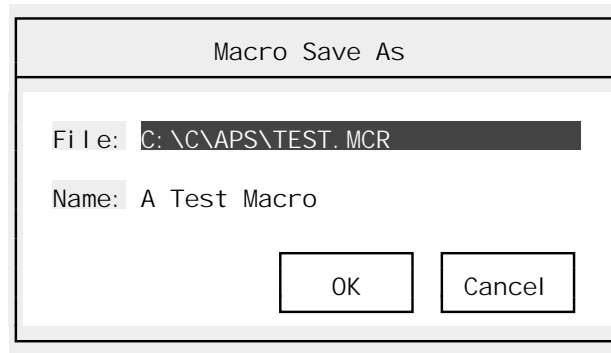 Macro Save As
File: C:\C\APS\TEST.MCR
Name: A Test Macro
OK Cancel